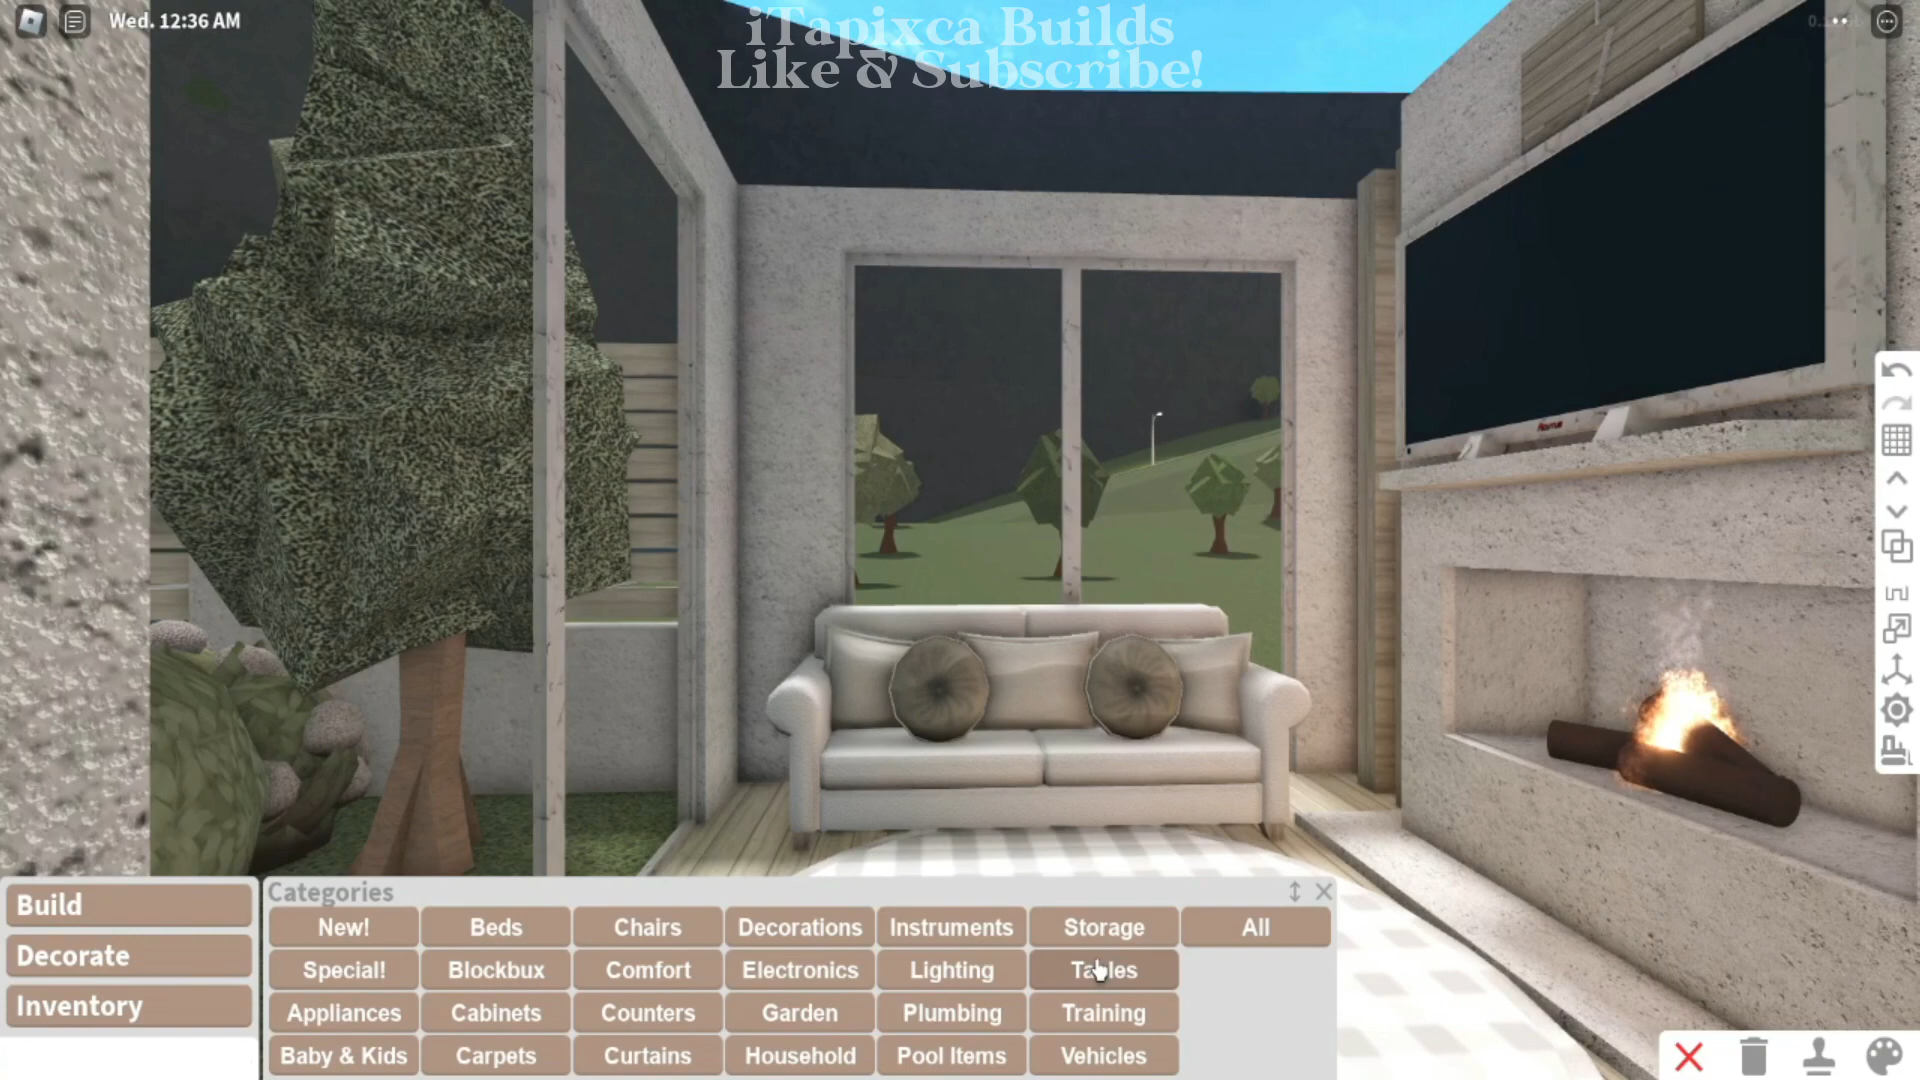 Wed. 12:36 AM
iTapixca Builds
Like & Subscribe!
Build
Decorate
Inventory
Categories
New! Beds Chairs Decorations Instruments Storage All
Special! Blockbux Comfort Electronics Lighting Tables
Appliances Cabinets Counters Garden Plumbing Training
Baby & Kids Carpets Curtains Household Pool Items Vehicles